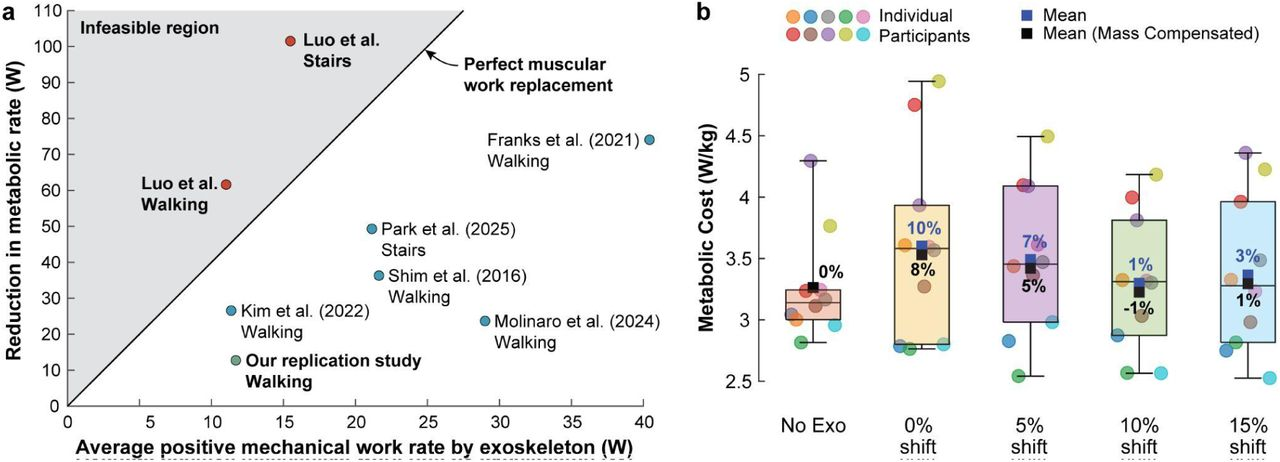 a
Infeasible region
Luo et al.
Stairs
Perfect muscular
work replacement
Franks et al. (2021)
Walking
Luo et al.
Walking
Park et al. (2025)
Stairs
Shim et al. (2016)
Walking
Kim et al. (2022)
Walking
Molinaro et al. (2024)
Walking
Our replication study
Walking
Reduction in metabolic rate (W)
110
100
90
80
70
60
50
40
30
20
10
0
0
5
10
15
20
25
30
35
40
Average positive mechanical work rate by exoskeleton (W)
b
Individual
Participants
Mean
Mean (Mass Compensated)
Metabolic Cost (W/kg)
5
4.5
4
3.5
3
2.5
0%
10%
8%
7%
5%
1%
-1%
3%
1%
No Exo
0%
shift
5%
shift
10%
shift
15%
shift